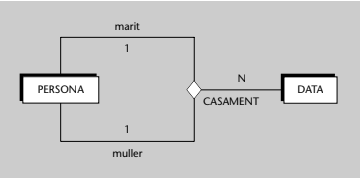 marit
1
N
PERSONA
DATA
CASAMENT
1
muller